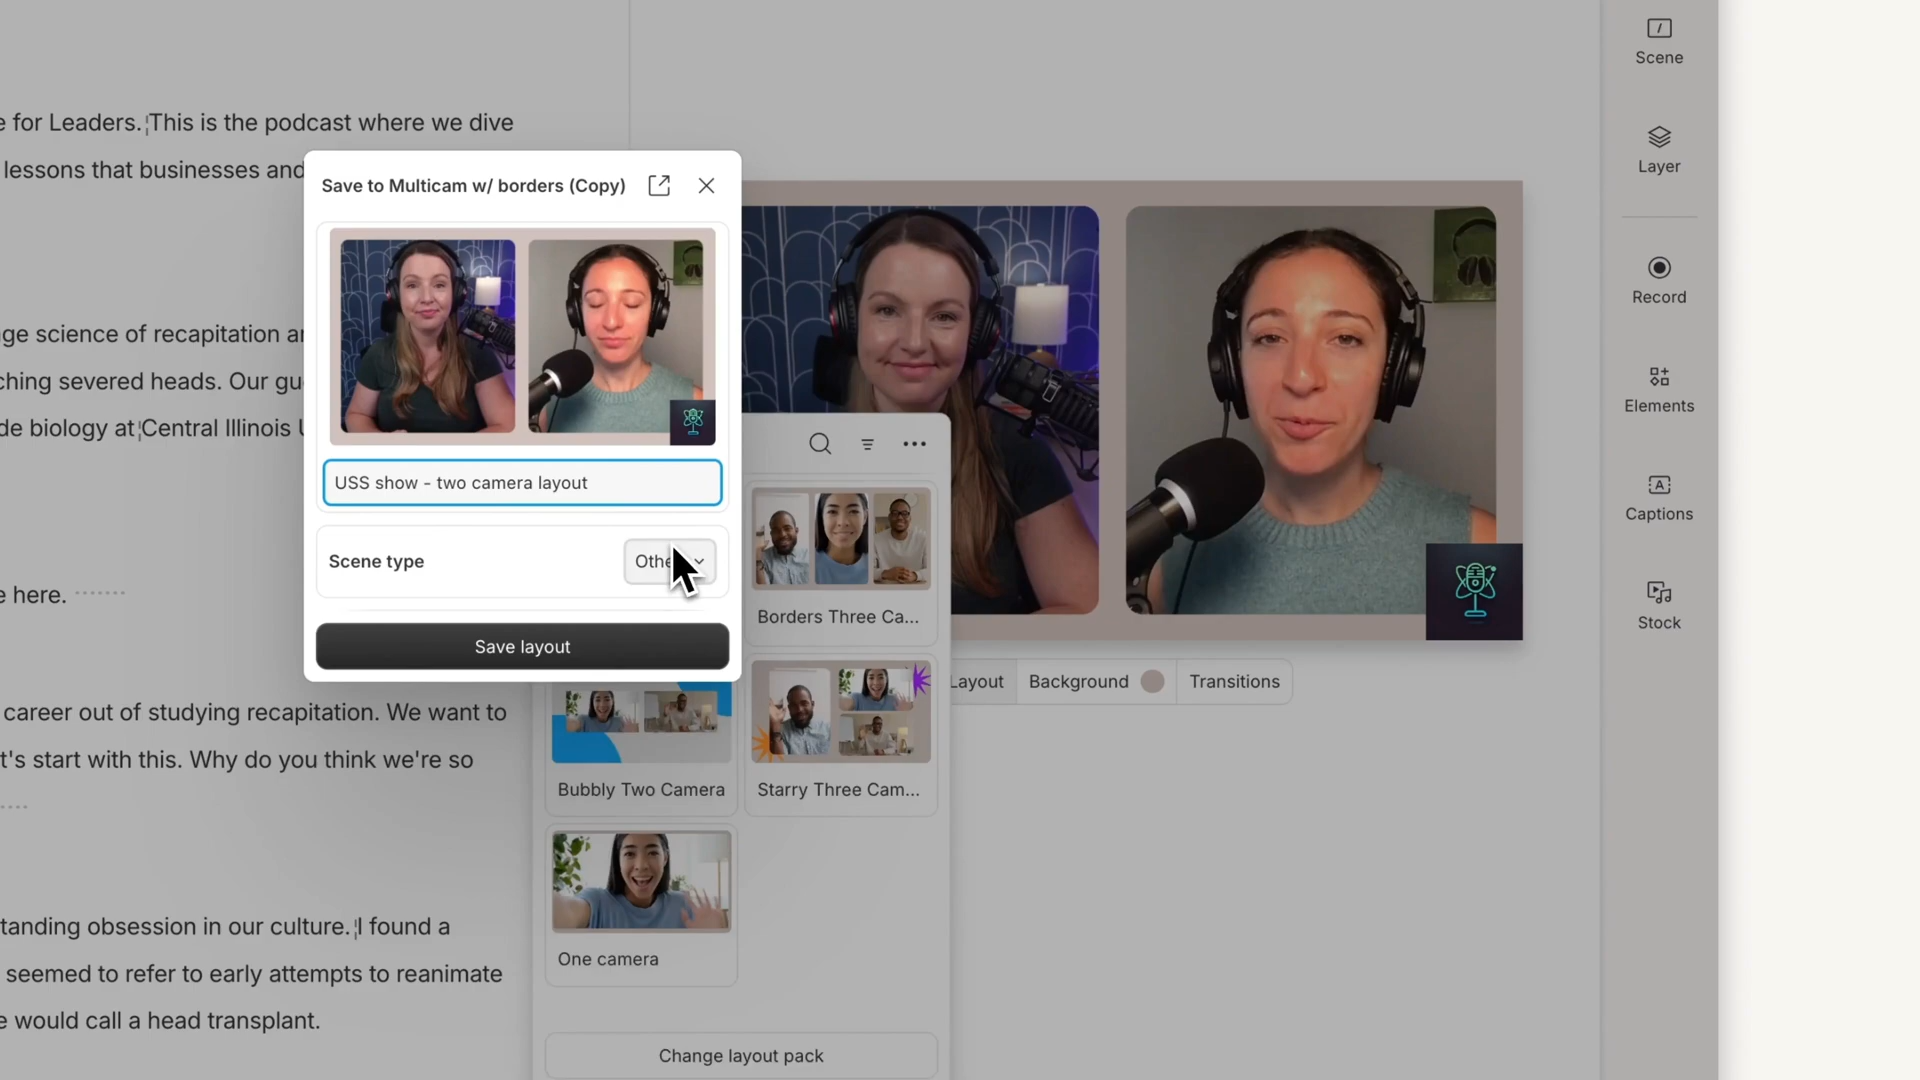 e for Leaders. This is the podcast where we dive
lessons that businesses and
ge science of recapitation
ching severed heads. Our
de biology at Central Illinois
e here.
career out of studying recapitation. We want to
t's start with this. Why do you think we're so
tanding obsession in our culture. I found a
seemed to refer to early attempts to reanimate
e would call a head transplant.
Save to Multicam w/ borders (Copy)
USS show - two camera layout
Scene type
Save layout
Borders Three Ca...
Bubbly Two Camera
Starry Three Cam...
One camera
Change layout pack
Layout
Background
Transitions
Scene
Layer
Record
Elements
Captions
Stock